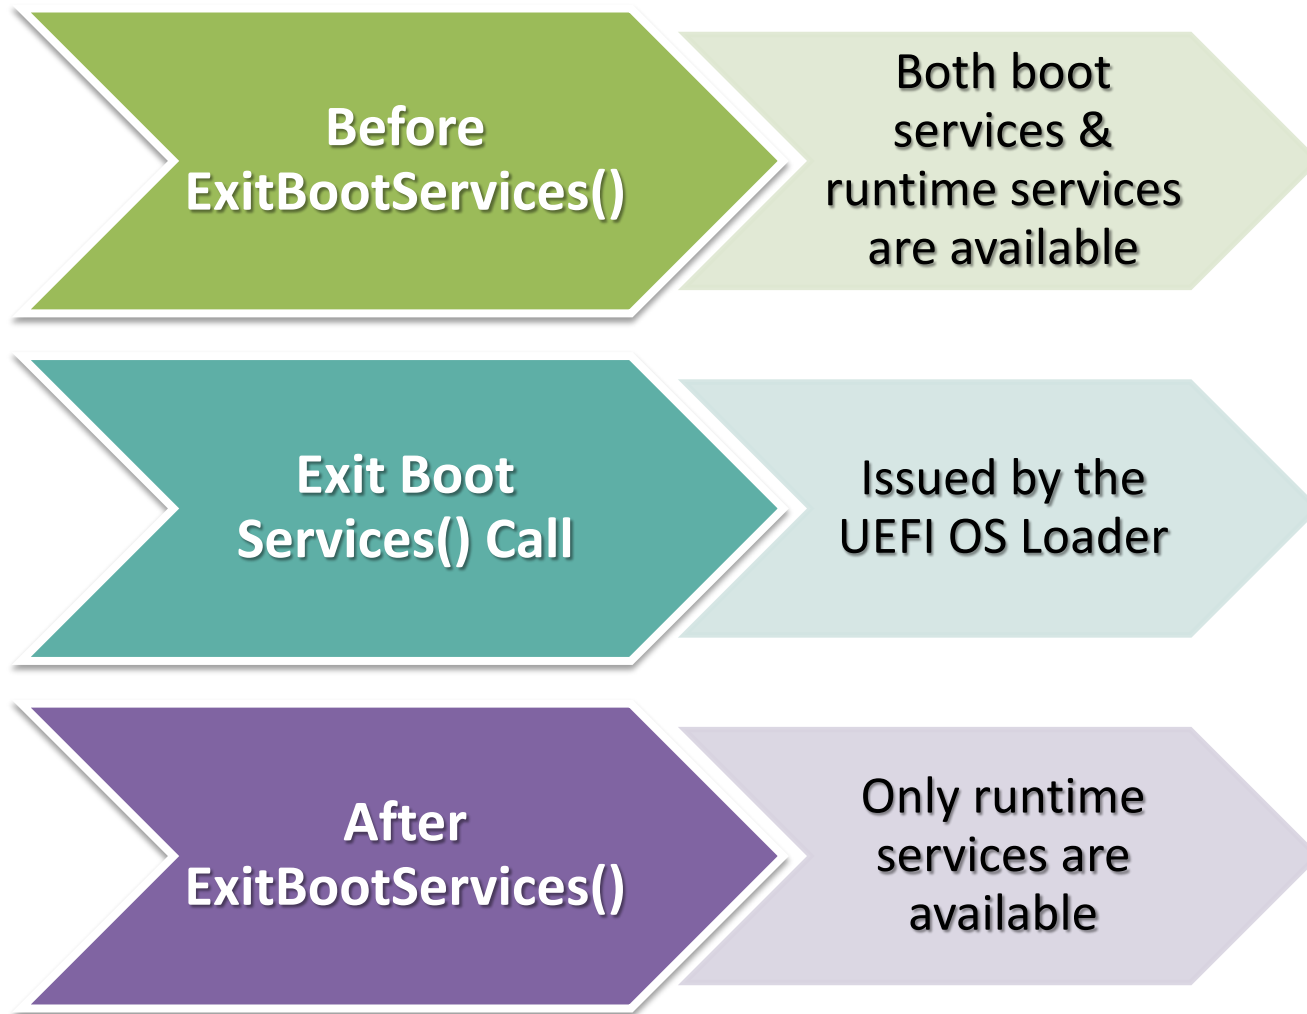 Before
ExitBootServices()
Both boot
services &
runtime services
are available
Exit Boot
Services() Call
Issued by the
UEFI OS Loader
After
ExitBootServices()
Only runtime
services are
available